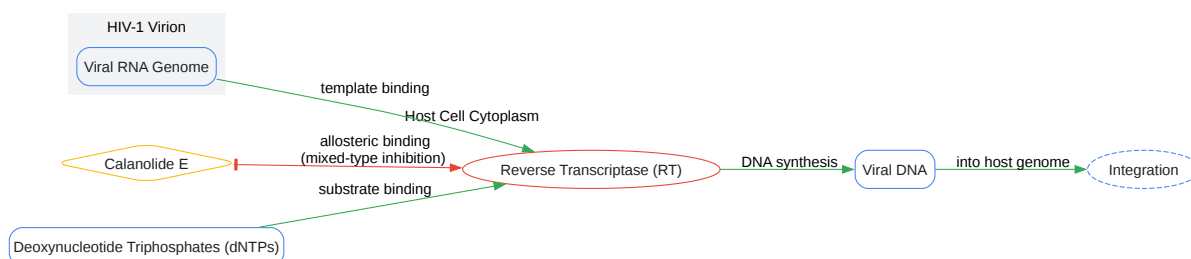 HIV-1 Virion
Viral RNA Genome
template binding
Host Cell Cytoplasm
allosteric binding
(mixed-type inhibition)
Calanolide E
Reverse Transcriptase (RT)
DNA synthesis
Viral DNA
into host genome
Integration
substrate binding
Deoxynucleotide Triphosphates (dNTPs)